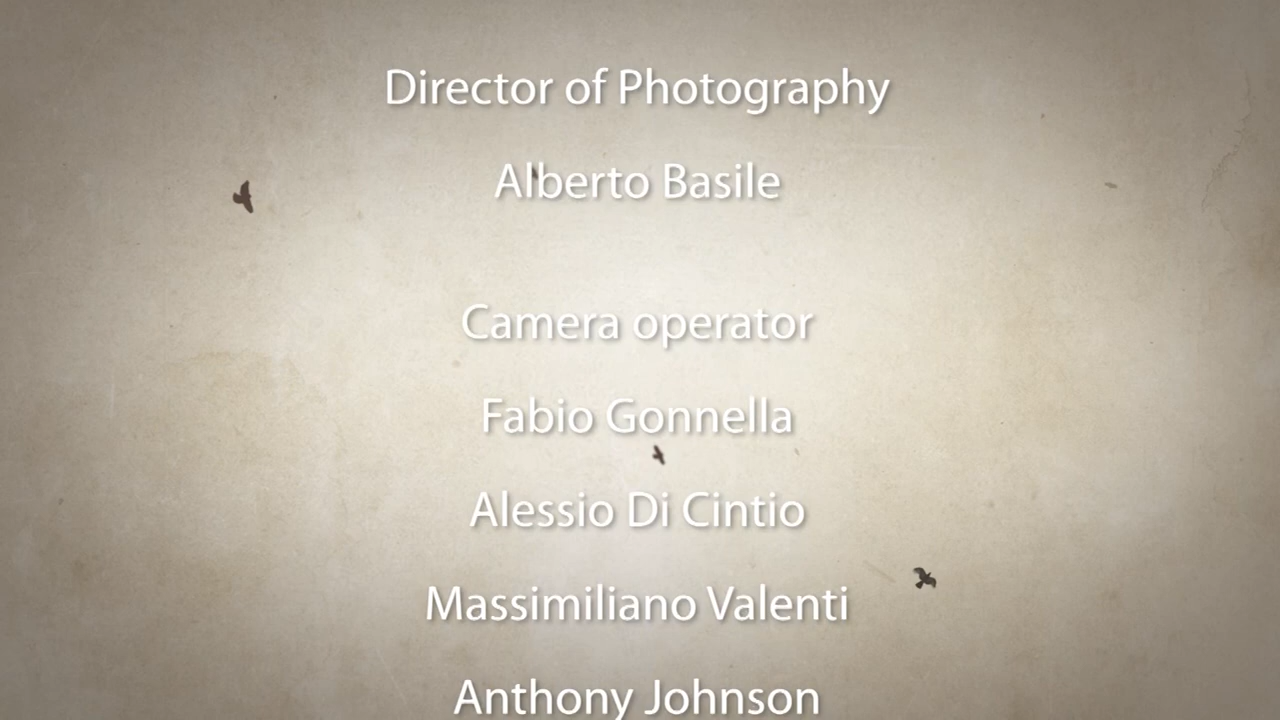 Director of Photography
Alberto Basile
Camera operator
Fabio Gonnella
Alessio Di Cintio
Massimiliano Valenti
Anthony Johnson